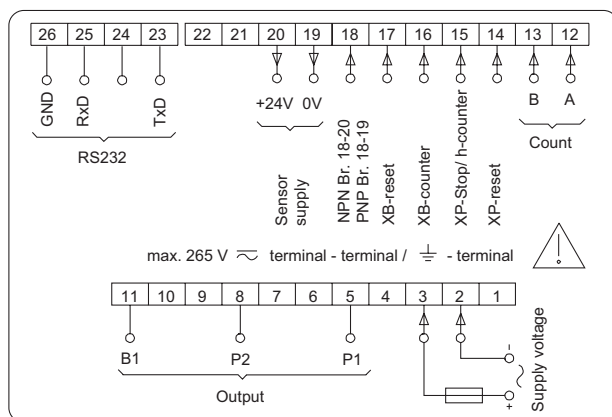 26 25 24 23 22 21 20 19 18 17 16 15 14 13 12
GND
RxD
TxD
RS232
+24V 0V
Sensor
supply
NPN Br. 18-20
PNP Br. 18-19
XB-reset
XB-counter
XP-Stop/ h-counter
XP-reset
B A
Count
max. 265 V terminal - terminal / - terminal
!
11 10 9 8 7 6 5 4 3 2 1
B1 P2 P1
Output
-
~
+
Supply voltage